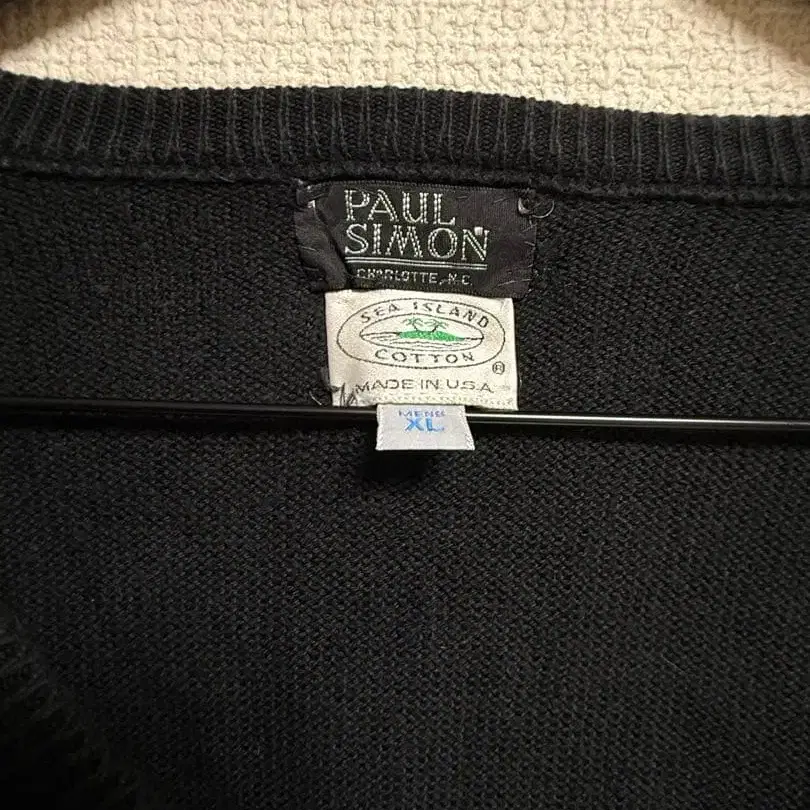 PAUL
SIMON
CHARLOTTE, N.C.
SEA ISLAND
COTTON
®
MADE IN U.S.A.
MENS
XL